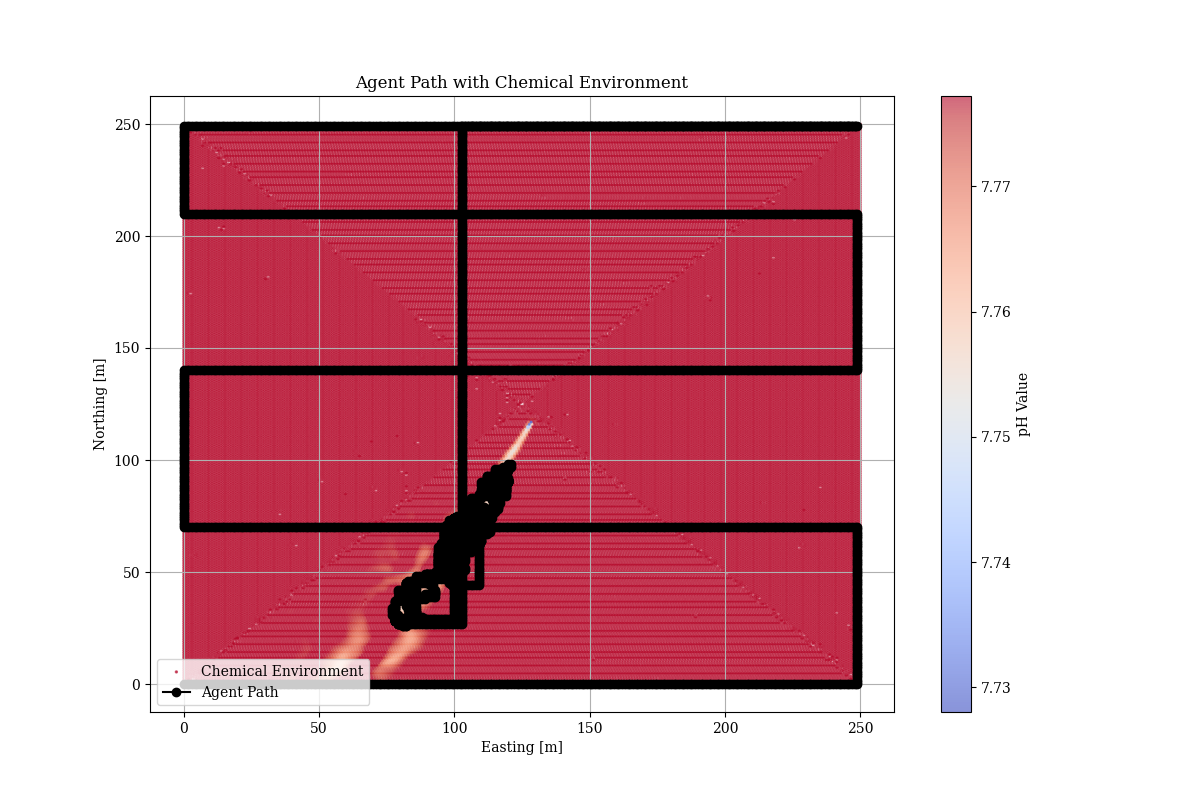 Agent Path with Chemical Environment
250
200
150
100
50
0
Northing [m]
0 50 100 150 200 250
Easting [m]
Chemical Environment
Agent Path
7.77
7.76
7.75
7.74
7.73
pH Value